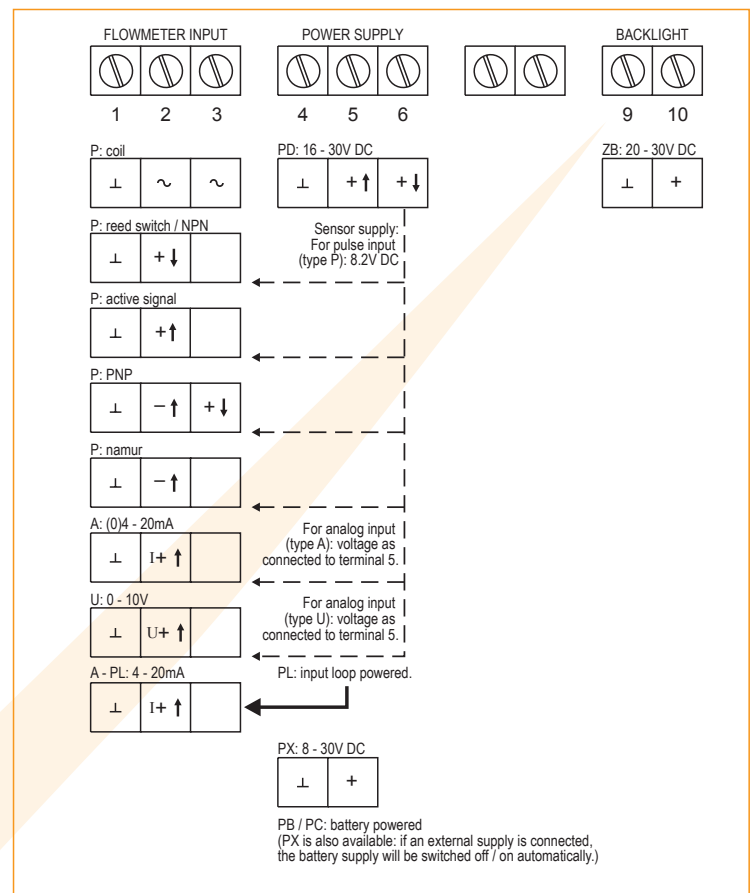 FLOWMETER INPUT POWER SUPPLY BACKLIGHT
1 2 3 4 5 6 9 10
P: coil PD: 16 - 30V DC ZB: 20 - 30V DC
⊥ ~ ~ ⊥ +↑ +↓ ⊥ +
P: reed switch / NPN
⊥ +↓
Sensor supply:
For pulse input
(type P): 8.2V DC
P: active signal
⊥ +↑
P: PNP
⊥ −↑ +↓
P: namur
⊥ −↑
A: (0)4 - 20mA
⊥ I+ ↑
For analog input
(type A): voltage as
connected to terminal 5.
U: 0 - 10V
⊥ U+ ↑
For analog input
(type U): voltage as
connected to terminal 5.
A - PL: 4 - 20mA PL: input loop powered.
⊥ I+ ↑
PX: 8 - 30V DC
⊥ +
PB / PC: battery powered
(PX is also available: if an external supply is connected,
the battery supply will be switched off / on automatically.)